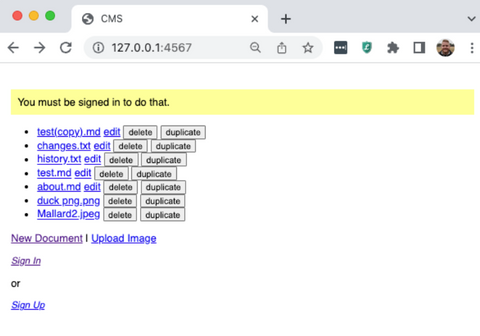 CMS
127.0.0.1:4567
You must be signed in to do that.
test(copy).md edit delete duplicate
changes.txt edit delete duplicate
history.txt edit delete duplicate
test.md edit delete duplicate
about.md edit delete duplicate
duck png.png delete duplicate
Mallard2.jpeg delete duplicate
New Document | Upload Image
Sign In
or
Sign Up